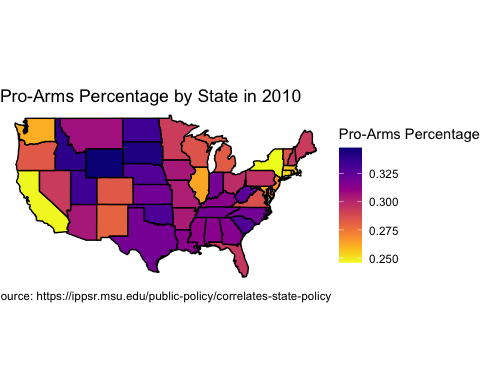 Pro-Arms Percentage by State in 2010
Pro-Arms Percentage
0.325
0.300
0.275
0.250
ource: https://ippsr.msu.edu/public-policy/correlates-state-policy